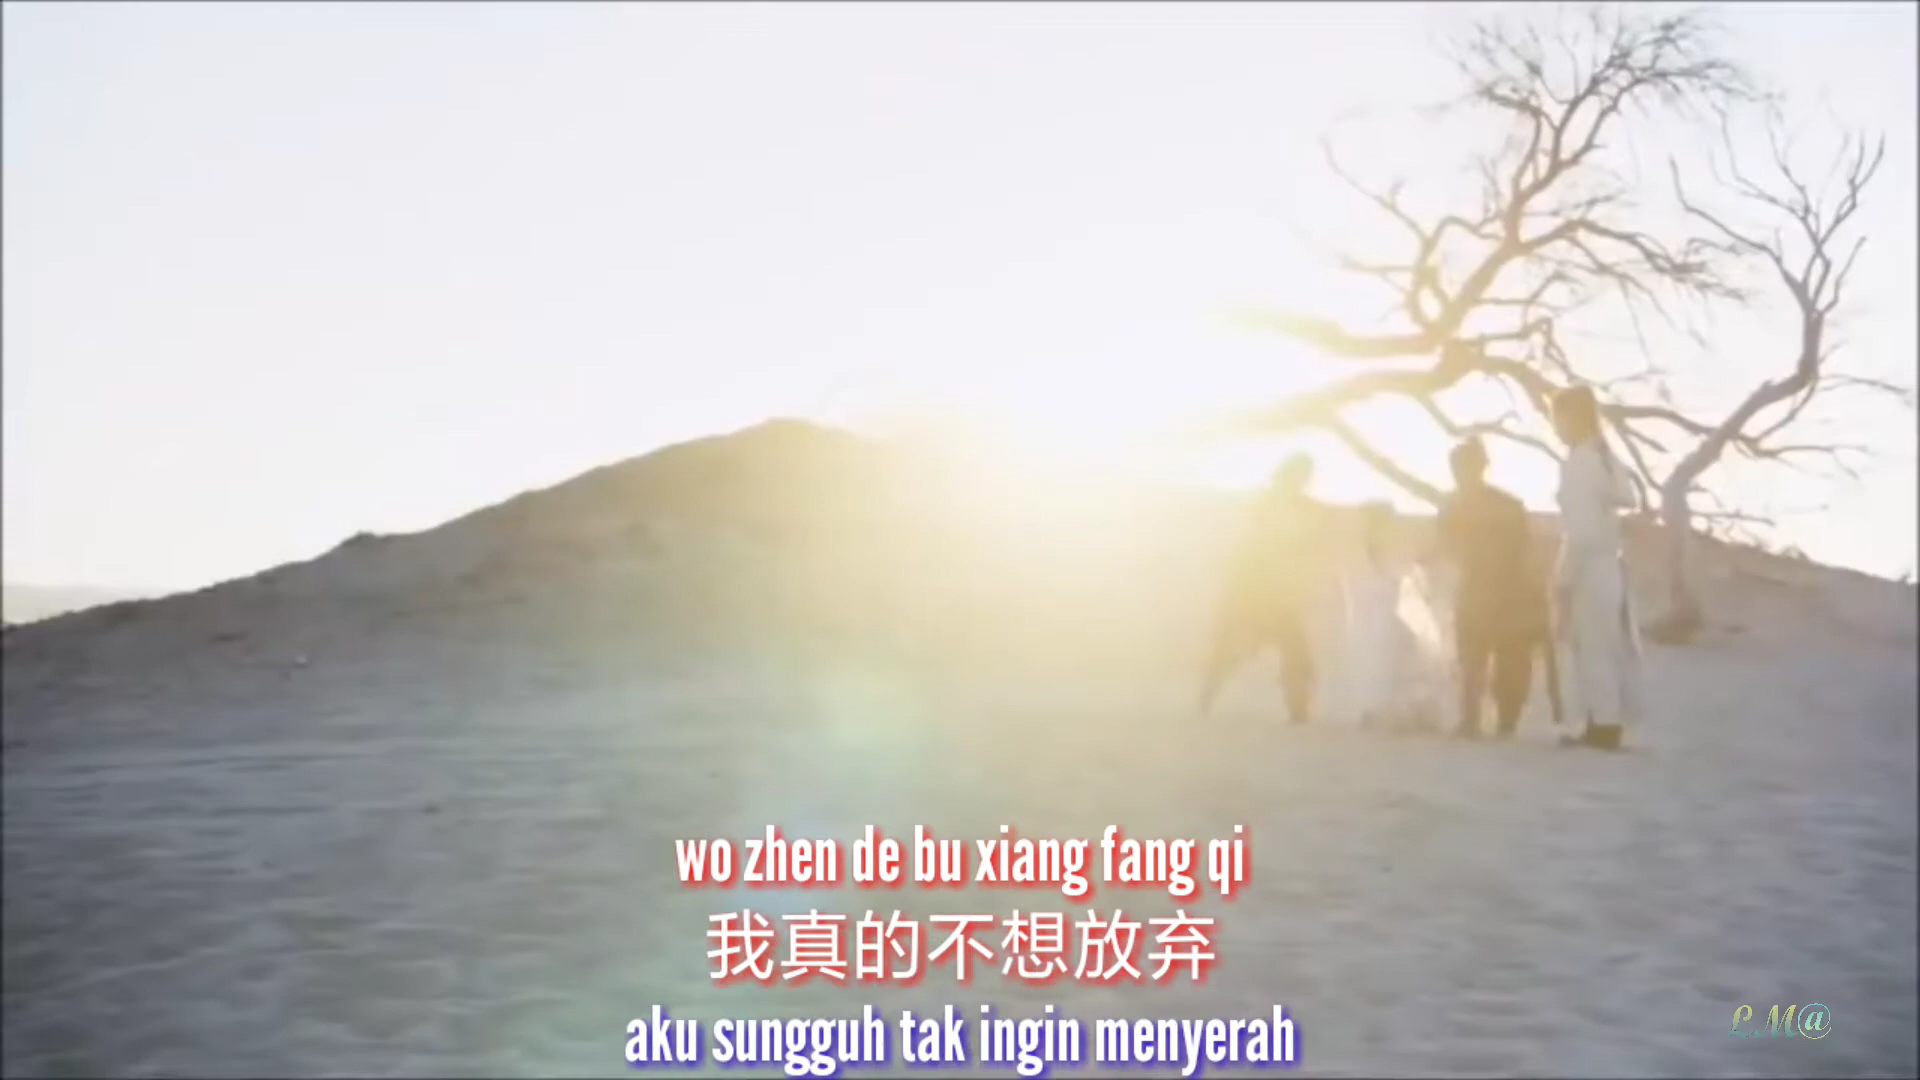 wo zhen de bu xiang fang qi
我真的不想放弃
aku sungguh tak ingin menyerah
LM@